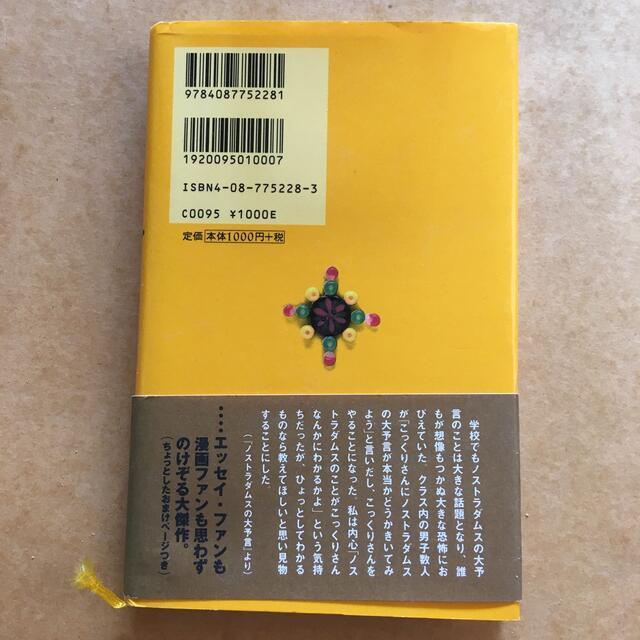 9784087752281
1920095010007
ISBN4-08-775228-3
C0095 ¥1000E
定価 本体1000円+税
学校でもノストラダムスの大予
言のことは大きな話題となり、誰
もが想像もつかぬ大きな恐怖にお
びえていた。クラス内の男子数人
が「こっくりさんにノストラダムス
の大予言が本当かどうかきいてみ
よう」と言いだし、こっくりさんを
やることになった。私は内心「ノス
トラダムスのことがこっくりさん
なんかにわかるかよ」という気持
ちだったが、ひょっとしてわかる
ものなら教えてほしいと思い見物
することにした
(「ノストラダムスの大予言」より)
‥‥エッセイ・ファンも
漫画ファンも思わず
のけぞる大傑作。
(ちょっとしたおまけページつき)